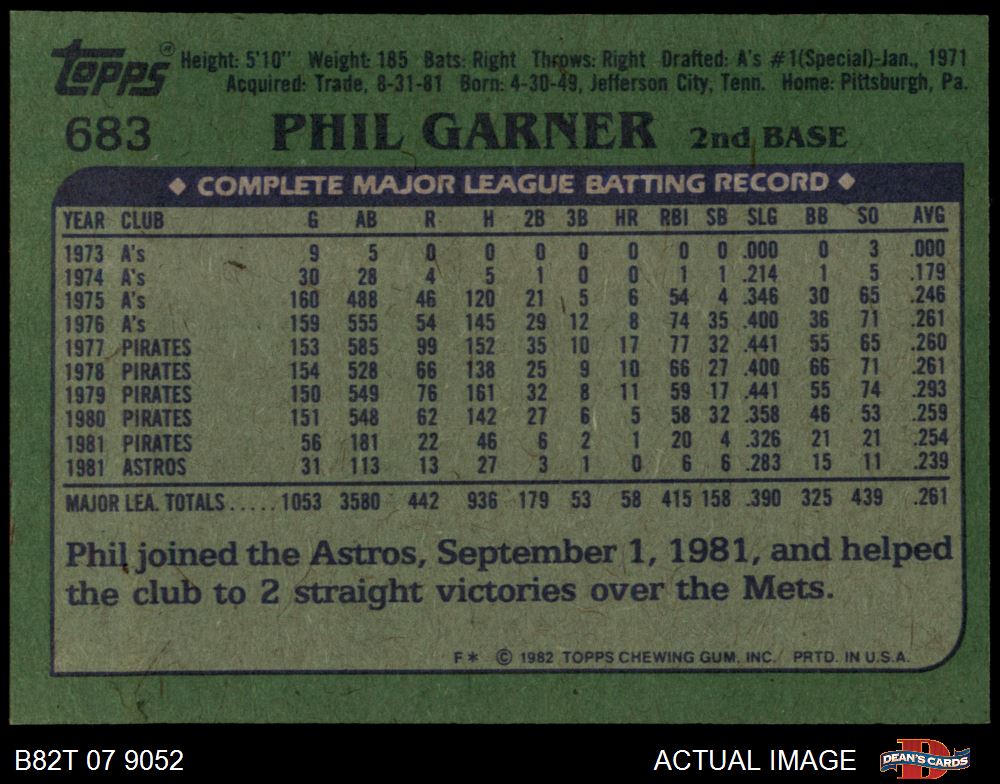 Topps® Height: 5'10" Weight: 185 Bats: Right Throws: Right Drafted: A's #1(Special)-Jan., 1971
Acquired: Trade, 8-31-81 Born: 4-30-49, Jefferson City, Tenn. Home: Pittsburgh, Pa.
683 PHIL GARNER 2nd BASE
◆ COMPLETE MAJOR LEAGUE BATTING RECORD ◆
YEAR CLUB G AB R H 2B 3B HR RBI SB SLG BB SO AVG
1973 A's 9 5 0 0 0 0 0 0 0 .000 0 3 .000
1974 A's 30 28 4 5 1 0 0 1 1 .214 1 5 .179
1975 A's 160 488 46 120 21 5 6 54 4 .346 30 65 .246
1976 A's 159 555 54 145 29 12 8 74 35 .400 36 71 .261
1977 PIRATES 153 585 99 152 35 10 17 77 32 .441 55 65 .260
1978 PIRATES 154 528 66 138 25 9 10 66 27 .400 66 71 .261
1979 PIRATES 150 549 76 161 32 8 11 59 17 .441 55 74 .293
1980 PIRATES 151 548 62 142 27 6 5 58 32 .358 46 53 .259
1981 PIRATES 56 181 22 46 6 2 1 20 4 .326 21 21 .254
1981 ASTROS 31 113 13 27 3 1 0 6 6 .283 15 11 .239
MAJOR LEA. TOTALS.....1053 3580 442 936 179 53 58 415 158 .390 325 439 .261
Phil joined the Astros, September 1, 1981, and helped
the club to 2 straight victories over the Mets.
F* © 1982 TOPPS CHEWING GUM, INC. PRTD. IN U.S.A.
B82T 07 9052 ACTUAL IMAGE DEAN'S CARDS